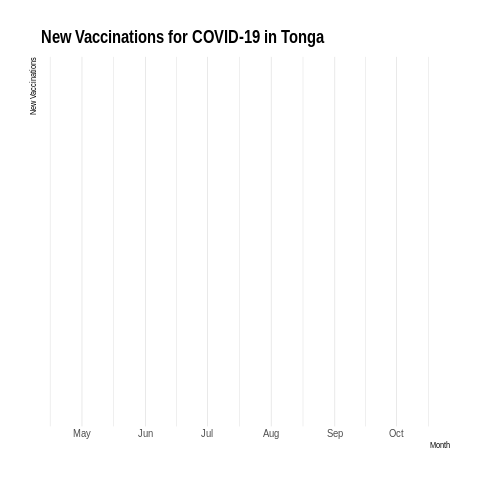 New Vaccinations for COVID-19 in Tonga
New Vaccinations
May Jun Jul Aug Sep Oct
Month